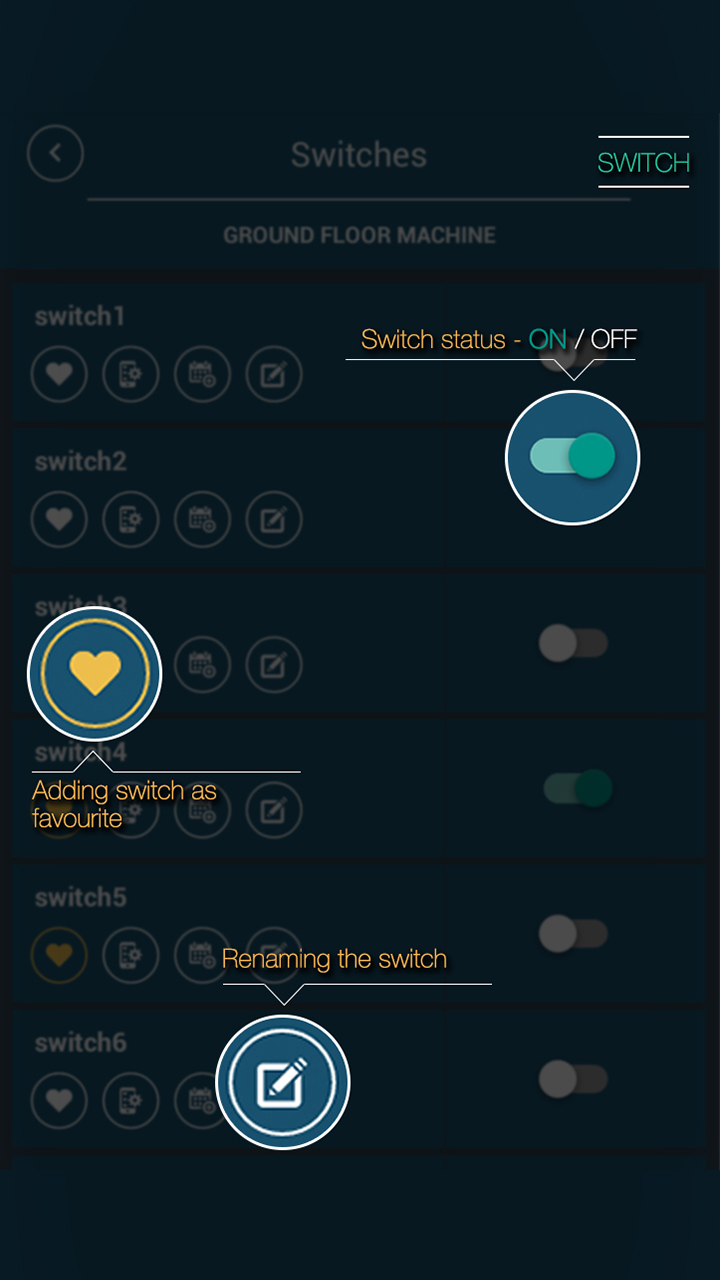 Switches
SWITCH
GROUND FLOOR MACHINE
switch1
Switch status - ON / OFF
switch2
switch3
switch4
Adding switch as
favourite
switch5
Renaming the switch
switch6